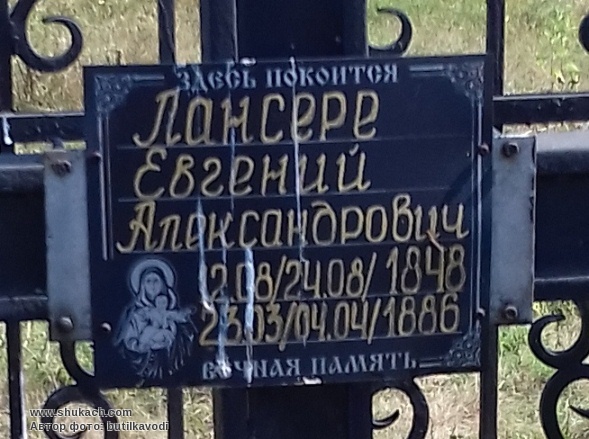 ЗДЕСЬ ПОКОИТСЯ
Лансере
Евгений
Александрович
12.08/24.08/1848
23.03/04.04/1886
ВЕЧНАЯ ПАМЯТЬ
www.shukach.com
Автор фото: butilkavodi